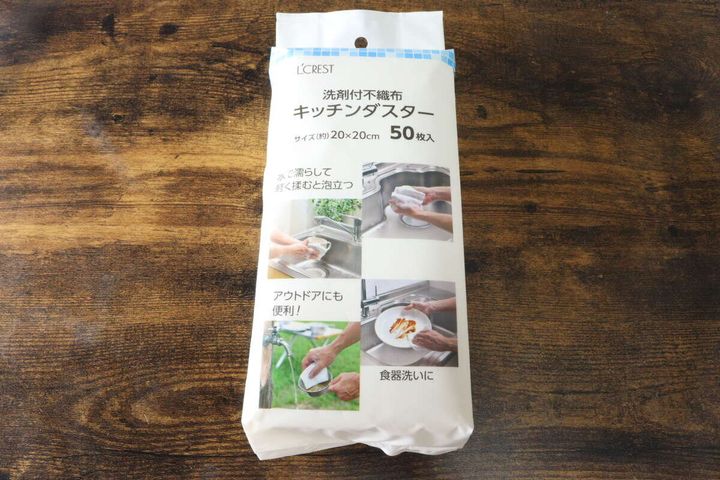 L'CREST
洗剤付不織布
キッチンダスター
サイズ(約)20×20cm 50枚入
水で濡らして
軽く揉むと泡立つ
アウトドアにも
便利!
食器洗いに